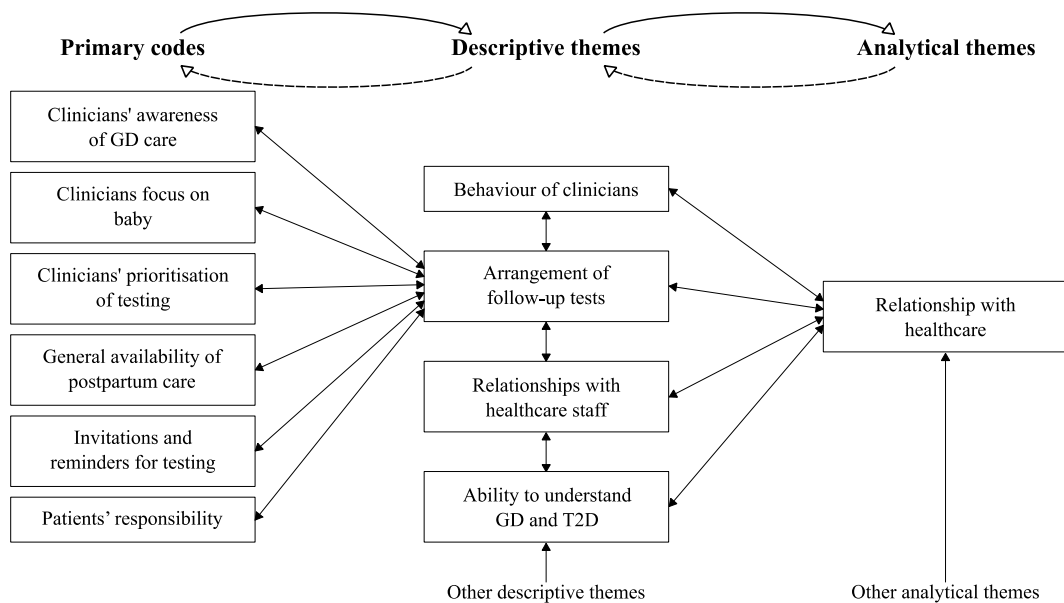 Primary codes
Descriptive themes
Analytical themes
Clinicians' awareness
of GD care
Clinicians focus on
baby
Clinicians' prioritisation
of testing
General availability of
postpartum care
Invitations and
reminders for testing
Patients’ responsibility
Behaviour of clinicians
Arrangement of
follow-up tests
Relationships with
healthcare staff
Ability to understand
GD and T2D
Other descriptive themes
Relationship with
healthcare
Other analytical themes